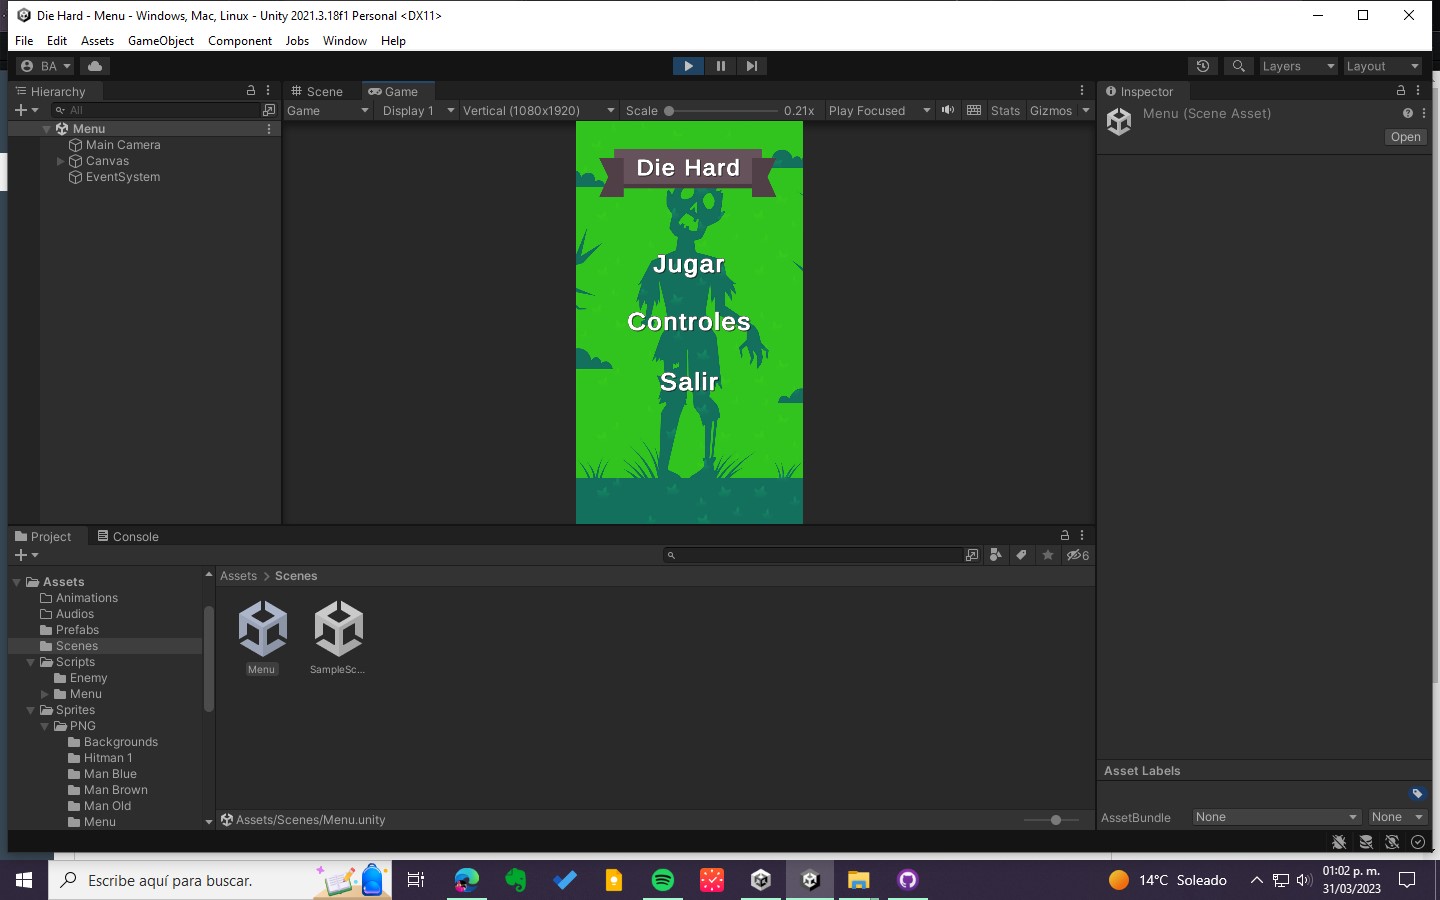 Die Hard - Menu - Windows, Mac, Linux - Unity 2021.3.18f1 Personal <DX11>
File Edit Assets GameObject Component Jobs Window Help
BA Layers Layout
Hierarchy
All
Menu
Main Camera
Canvas
EventSystem
Scene Game
Game Display 1 Vertical (1080x1920) Scale 0.21x Play Focused Stats Gizmos
Die Hard
Jugar
Controles
Salir
Inspector
Menu (Scene Asset)
Open
Project Console
6
Assets
Animations
Audios
Prefabs
Scenes
Scripts
Enemy
Menu
Sprites
PNG
Backgrounds
Hitman 1
Man Blue
Man Brown
Man Old
Menu
Assets > Scenes
Menu SampleSc...
Assets/Scenes/Menu.unity
Asset Labels
AssetBundle None None
Escribe aquí para buscar.
14°C Soleado
01:02 p. m.
31/03/2023